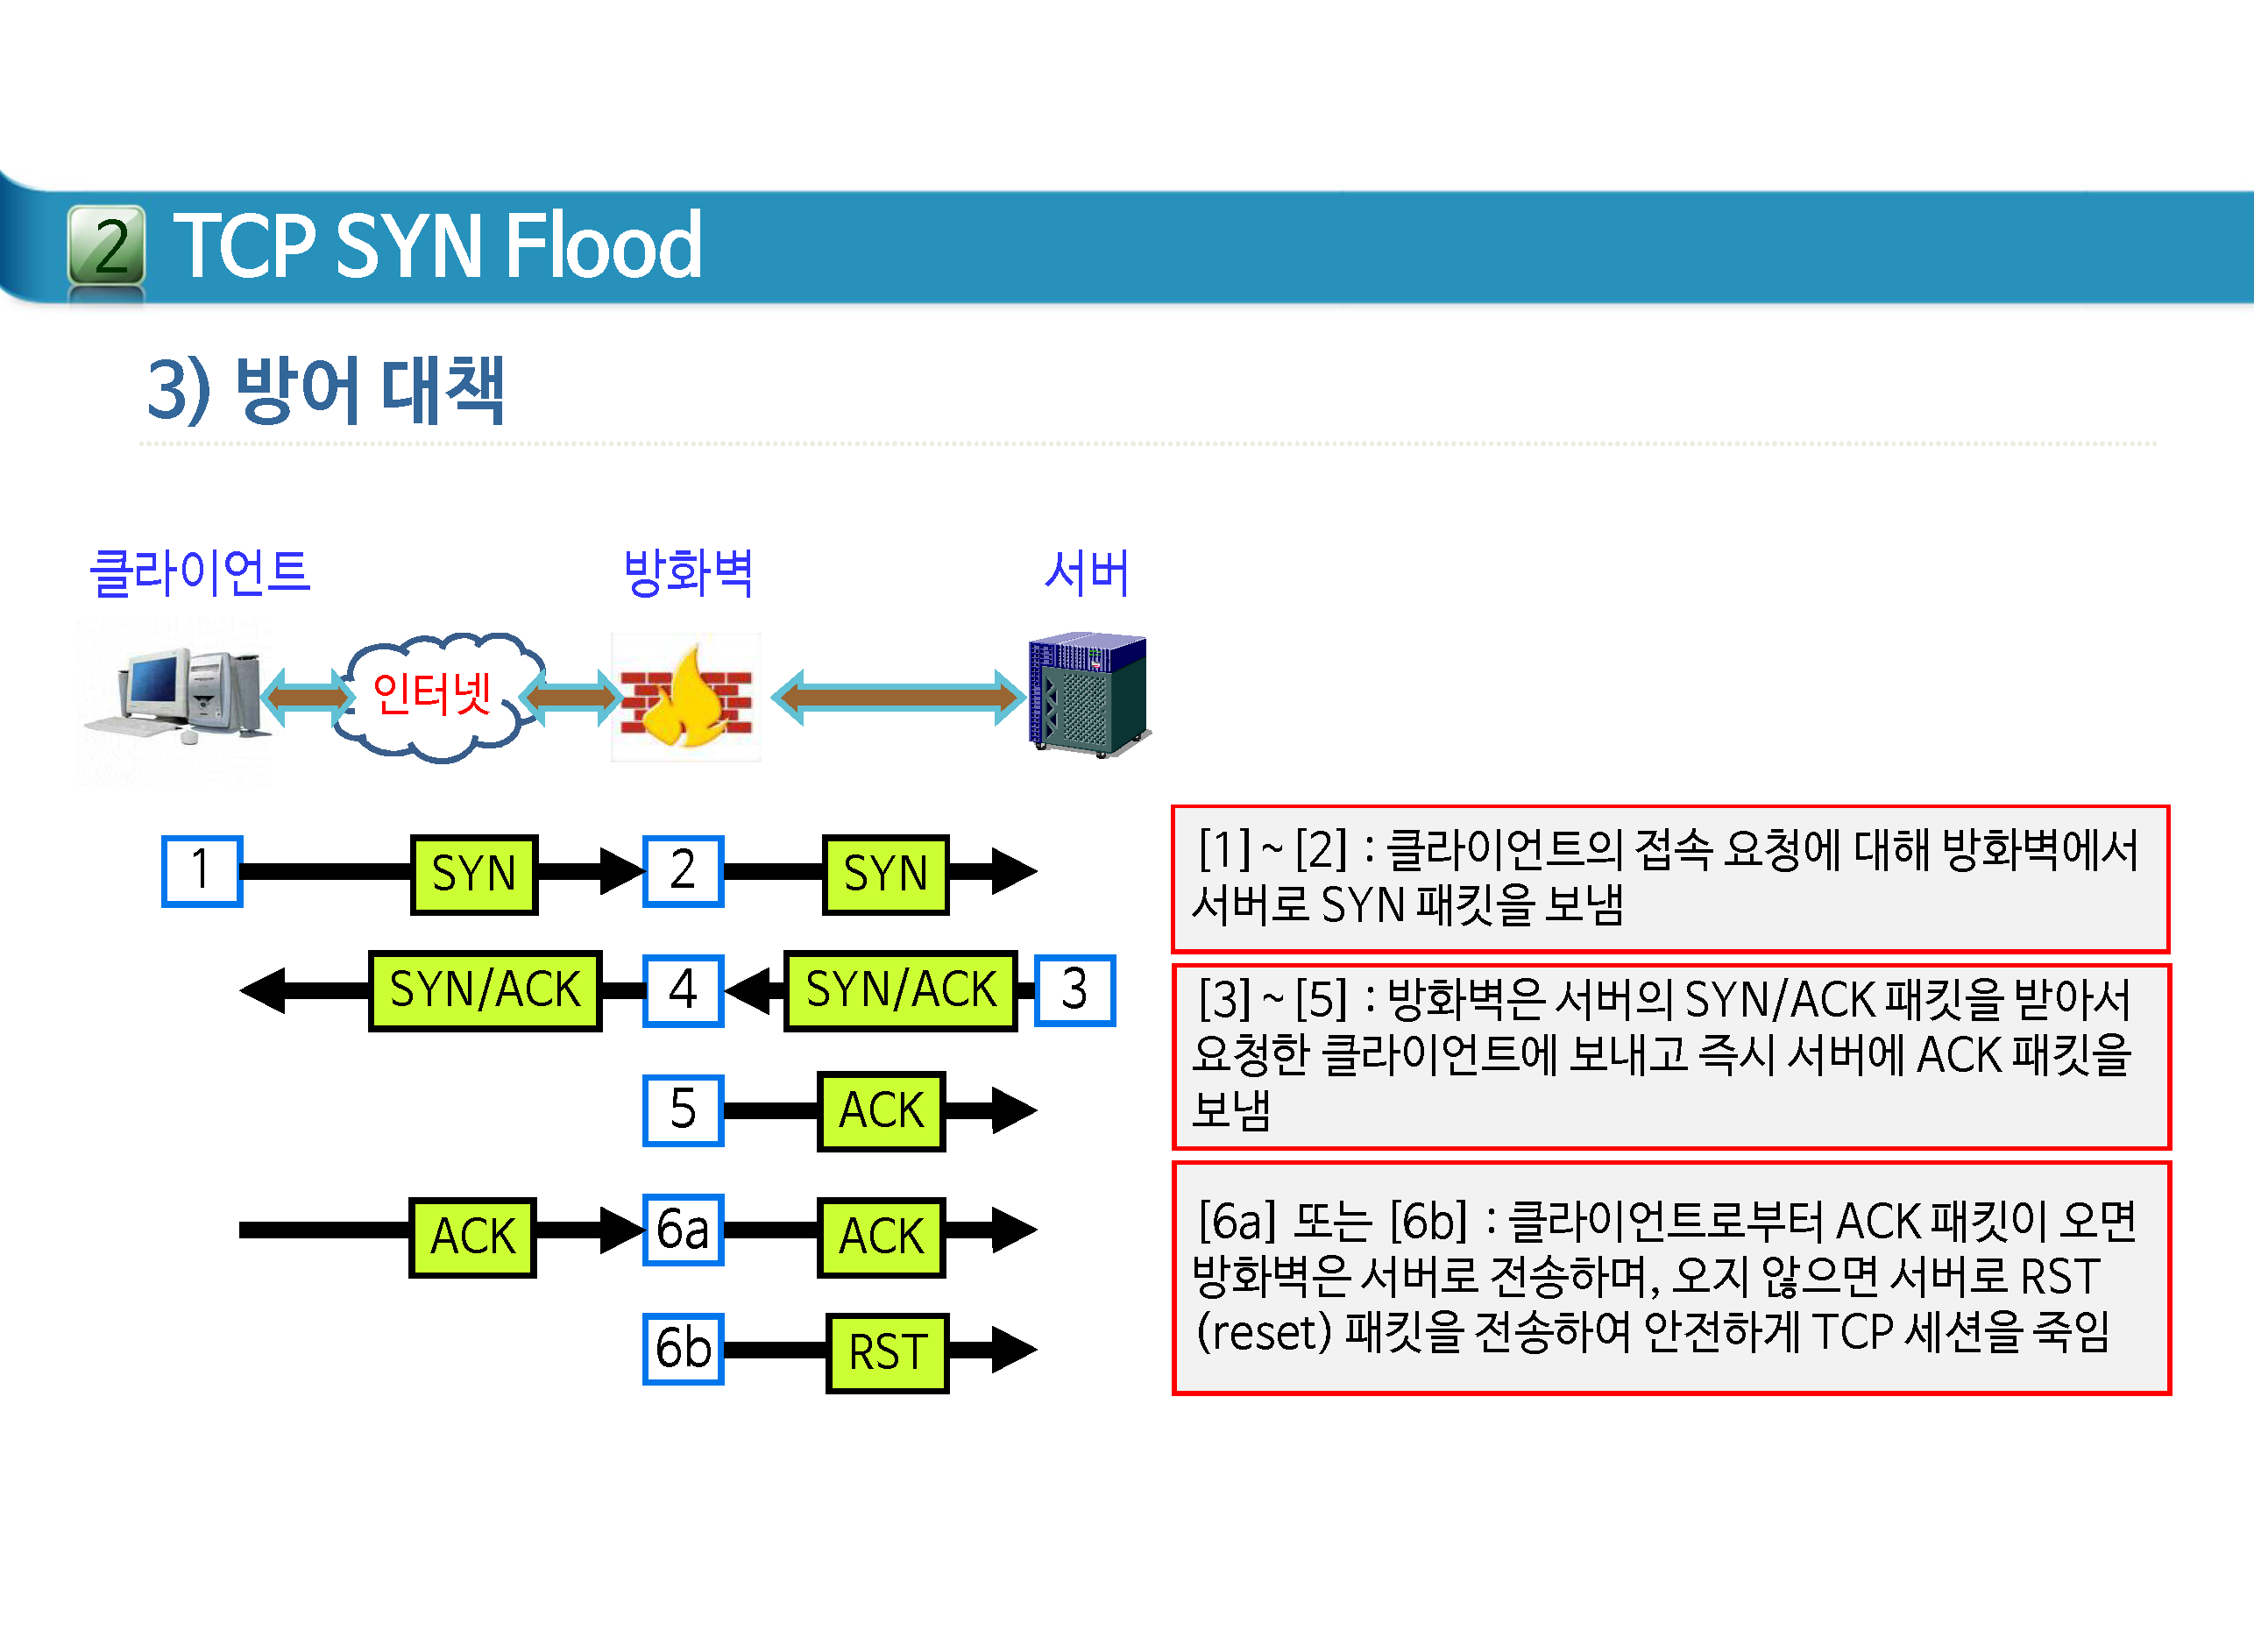 2 TCP SYN Flood
3) 방어 대책
클라이언트 방화벽 서버
인터넷
1 SYN 2 SYN
SYN/ACK 4 SYN/ACK 3
5 ACK
ACK 6a ACK
6b RST
[1] ~ [2] : 클라이언트의 접속 요청에 대해 방화벽에서
서버로 SYN 패킷을 보냄
[3] ~ [5] : 방화벽은 서버의 SYN/ACK 패킷을 받아서
요청한 클라이언트에 보내고 즉시 서버에 ACK 패킷을
보냄
[6a] 또는 [6b] : 클라이언트로부터 ACK 패킷이 오면
방화벽은 서버로 전송하며, 오지 않으면 서버로 RST
(reset) 패킷을 전송하여 안전하게 TCP 세션을 죽임